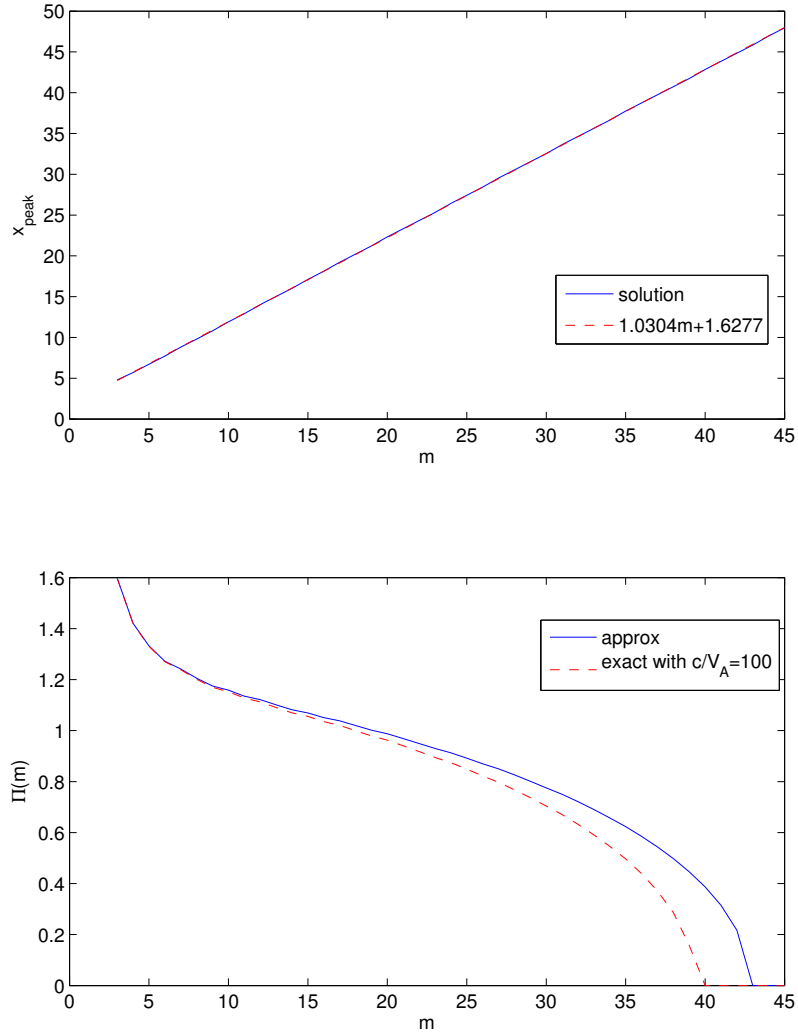 50
45
40
35
30
25
20
15
10
5
0
x_peak
solution
1.0304m+1.6277
0 5 10 15 20 25 30 35 40 45
m
1.6
1.4
1.2
1
0.8
0.6
0.4
0.2
0
Π(m)
approx
exact with c/V_A=100
0 5 10 15 20 25 30 35 40 45
m